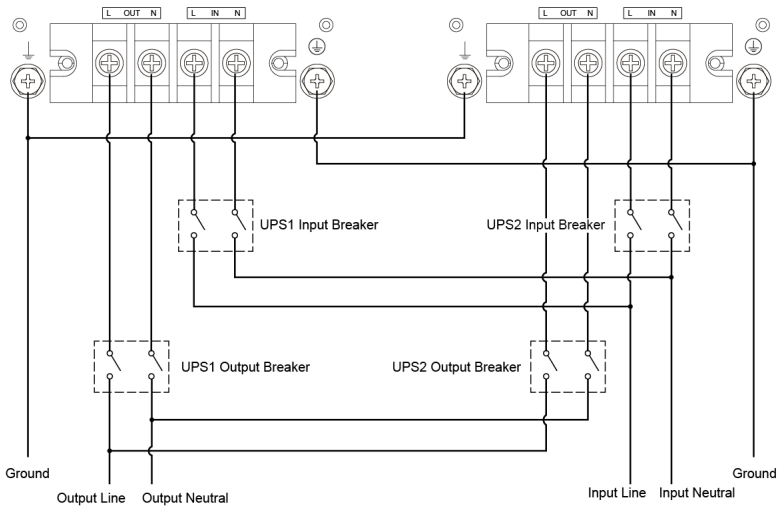 L OUT N
L IN N
L OUT N
L IN N
UPS1 Input Breaker
UPS2 Input Breaker
UPS1 Output Breaker
UPS2 Output Breaker
Ground
Ground
Output Line
Output Neutral
Input Line
Input Neutral